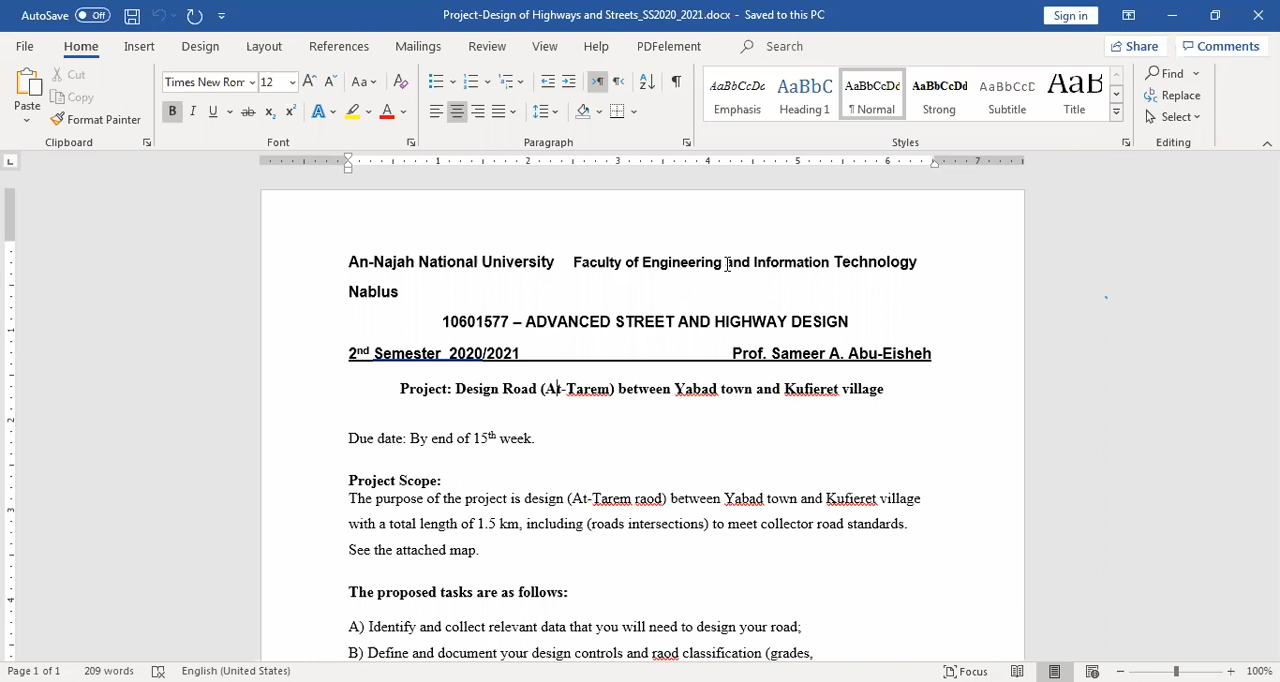 AutoSave Off Project-Design of Highways and Streets_SS2020_2021.docx - Saved to this PC Sign in
File Home Insert Design Layout References Mailings Review View Help PDFelement Search Share Comments
Paste Cut Copy Format Painter
Times New Rom 12
AaBbCcDc AaBbC AaBbCcDd AaBbCcDd AaBbCcD AaB
Emphasis Heading 1 ¶ Normal Strong Subtitle Title
Find Replace Select
Clipboard Font Paragraph Styles Editing
1 2 3 4 5 6 7
An-Najah National University Faculty of Engineering and Information Technology
Nablus
10601577 – ADVANCED STREET AND HIGHWAY DESIGN
2nd Semester 2020/2021 Prof. Sameer A. Abu-Eisheh
Project: Design Road (At-Tarem) between Yabad town and Kufieret village
Due date: By end of 15th week.
Project Scope:
The purpose of the project is design (At-Tarem raod) between Yabad town and Kufieret village
with a total length of 1.5 km, including (roads intersections) to meet collector road standards.
See the attached map.
The proposed tasks are as follows:
A) Identify and collect relevant data that you will need to design your road;
B) Define and document your design controls and raod classification (grades,
Page 1 of 1 209 words English (United States) Focus 100%